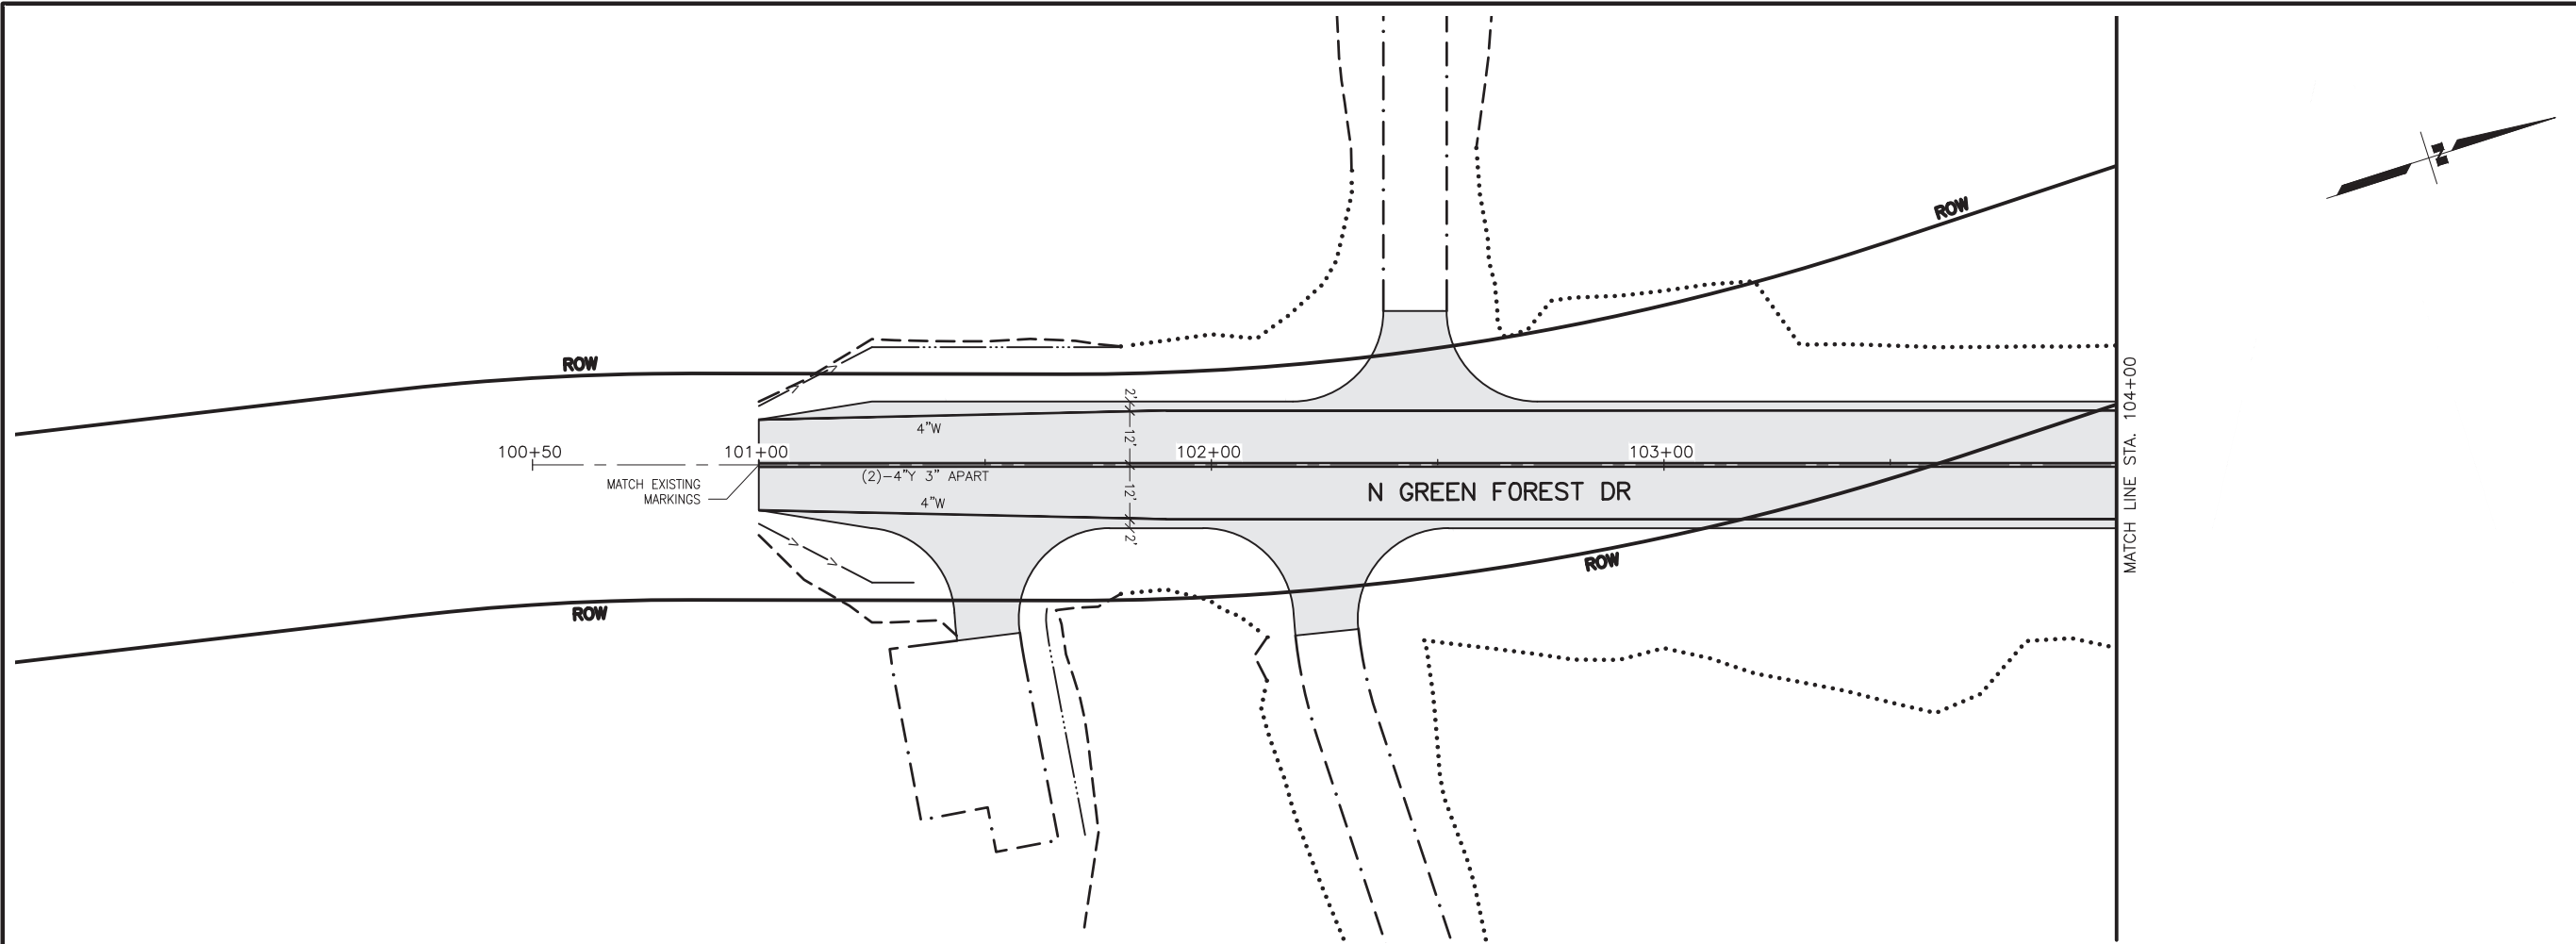 ROW
N
ROW
2'
MATCH LINE STA. 104+00
4"W
12'
100+50
101+00
102+00
103+00
(2)-4"Y 3" APART
MATCH EXISTING
MARKINGS
12'
N GREEN FOREST DR
4"W
2'
ROW
ROW